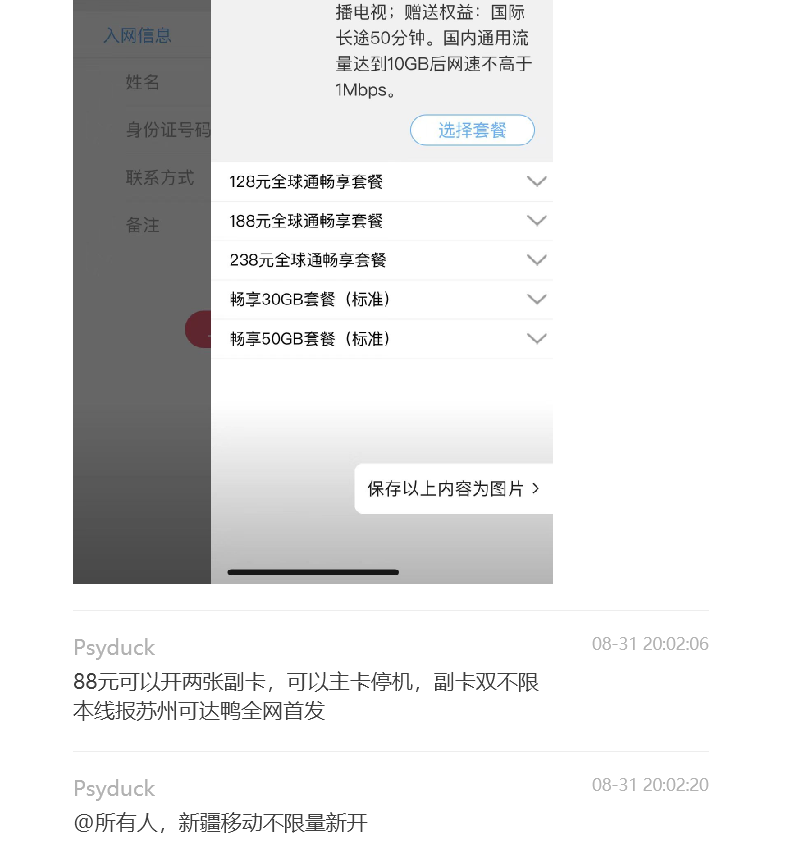 播电视；赠送权益：国际
长途50分钟。国内通用流
量达到10GB后网速不高于
1Mbps。
选择套餐
入网信息
姓名
身份证号码
联系方式
备注
128元全球通畅享套餐
188元全球通畅享套餐
238元全球通畅享套餐
畅享30GB套餐（标准）
畅享50GB套餐（标准）
保存以上内容为图片 >
Psyduck
08-31 20:02:06
88元可以开两张副卡，可以主卡停机，副卡双不限
本线报苏州可达鸭全网首发
Psyduck
08-31 20:02:20
@所有人，新疆移动不限量新开